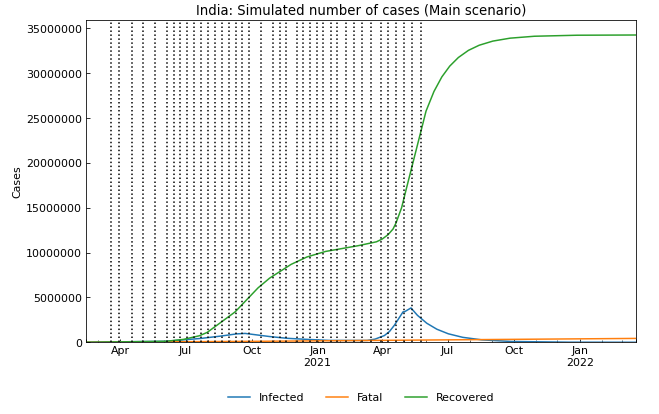 India: Simulated number of cases (Main scenario)
35000000
30000000
25000000
20000000
15000000
10000000
5000000
0
Cases
Apr Jul Oct Jan Apr Jul Oct Jan
2021 2022
Infected Fatal Recovered